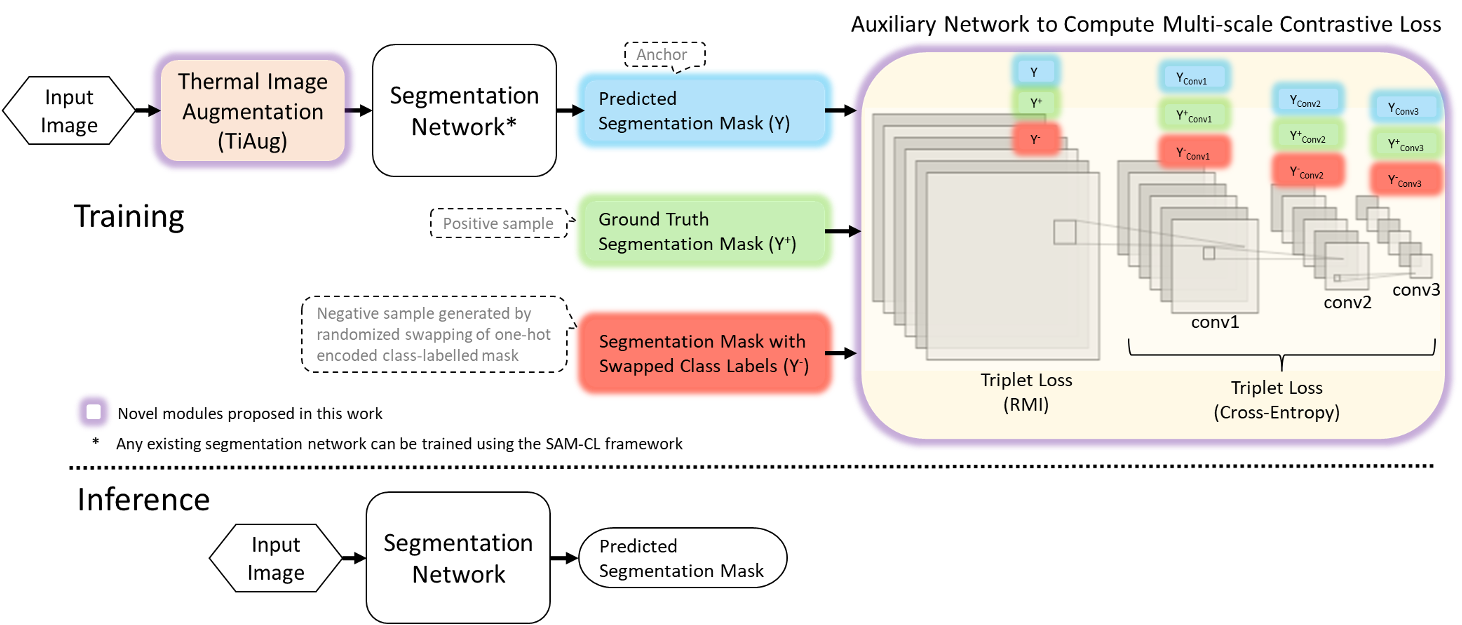 Auxiliary Network to Compute Multi-scale Contrastive Loss
Input
Image
Thermal Image
Augmentation
(TiAug)
Segmentation
Network*
Anchor
Predicted
Segmentation Mask (Y)
Training
Positive sample
Ground Truth
Segmentation Mask (Y⁺)
Negative sample generated by
randomized swapping of one-hot
encoded class-labelled mask
Segmentation Mask with
Swapped Class Labels (Y⁻)
Y
Y⁺
Y⁻
Y Conv1
Y⁺ Conv1
Y⁻ Conv1
Y Conv2
Y⁺ Conv2
Y⁻ Conv2
Y Conv3
Y⁺ Conv3
Y⁻ Conv3
conv1
conv2
conv3
Triplet Loss
(RMI)
Triplet Loss
(Cross-Entropy)
Novel modules proposed in this work
* Any existing segmentation network can be trained using the SAM-CL framework
Inference
Input
Image
Segmentation
Network
Predicted
Segmentation Mask